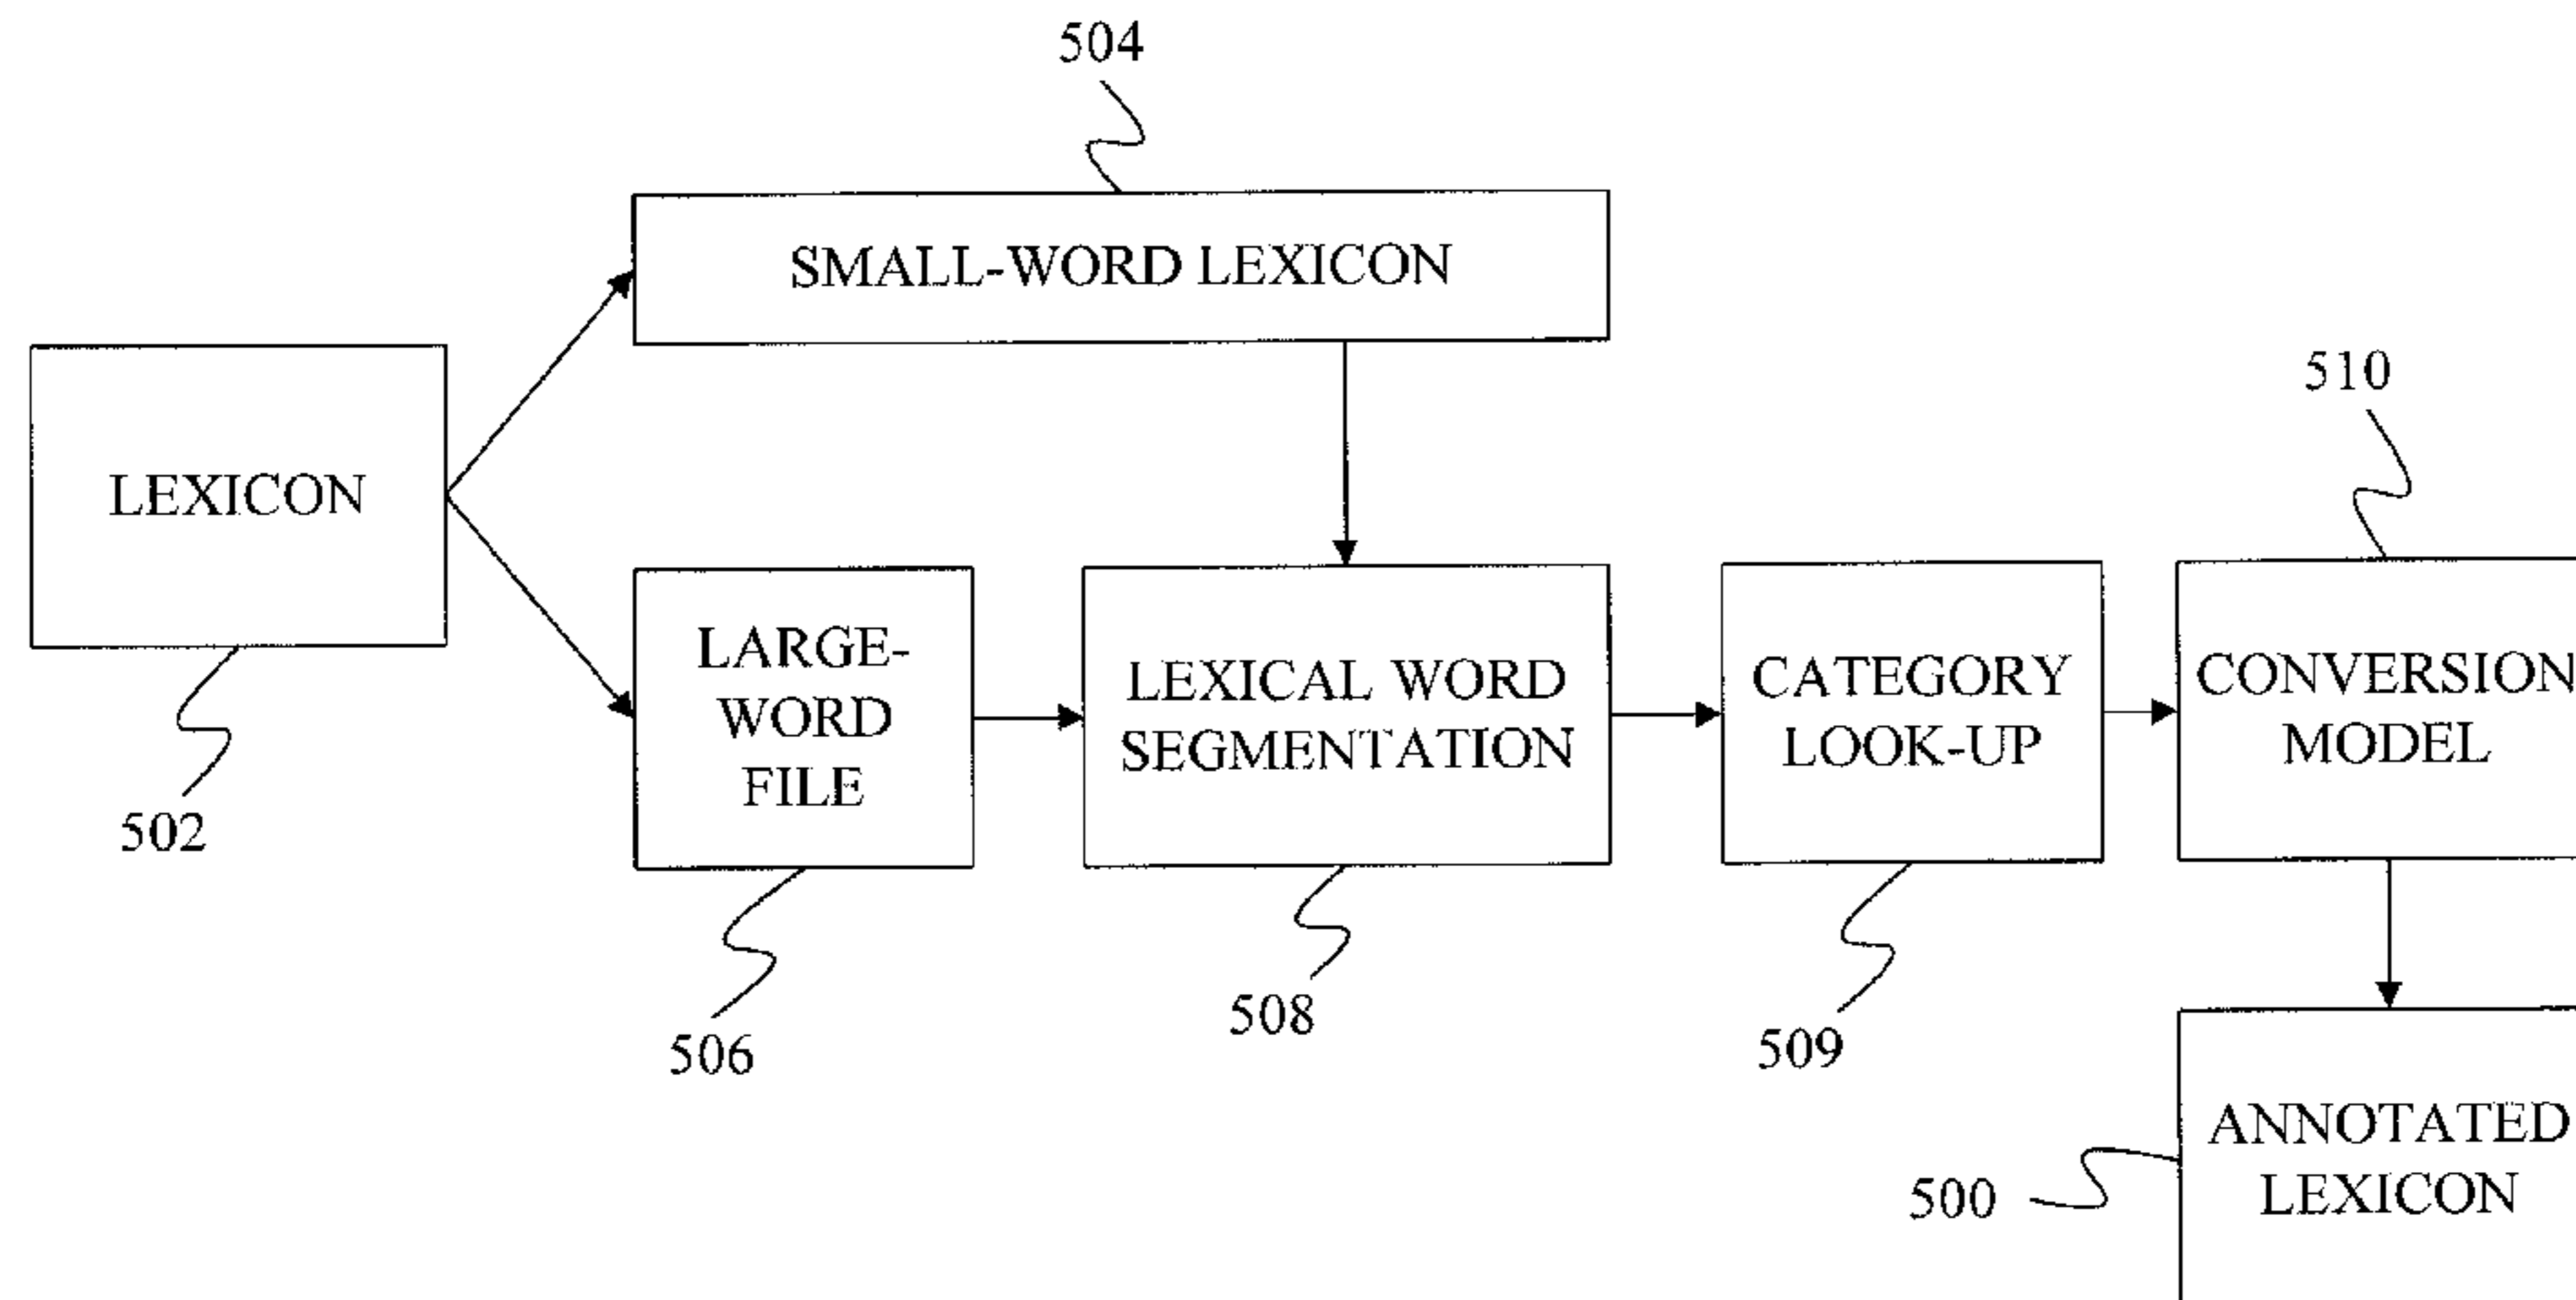 504
SMALL-WORD LEXICON
510
LEXICON
LARGE-
WORD
FILE
LEXICAL WORD
SEGMENTATION
CATEGORY
LOOK-UP
CONVERSION
MODEL
502
506
508
509
ANNOTATED
LEXICON
500